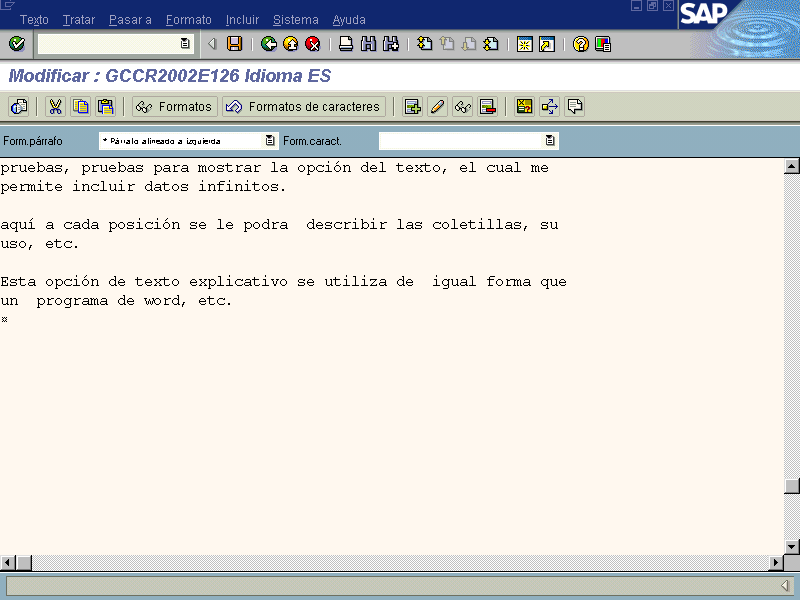 Texto Tratar Pasar a Formato Incluir Sistema Ayuda
SAP
Modificar : GCCR2002E126 Idioma ES
Formatos Formatos de caracteres
Form.párrafo * Párrafo alineado a izquierda Form.caract.
pruebas, pruebas para mostrar la opción del texto, el cual me
permite incluir datos infinitos.
aquí a cada posición se le podra describir las coletillas, su
uso, etc.
Esta opción de texto explicativo se utiliza de igual forma que
un programa de word, etc.